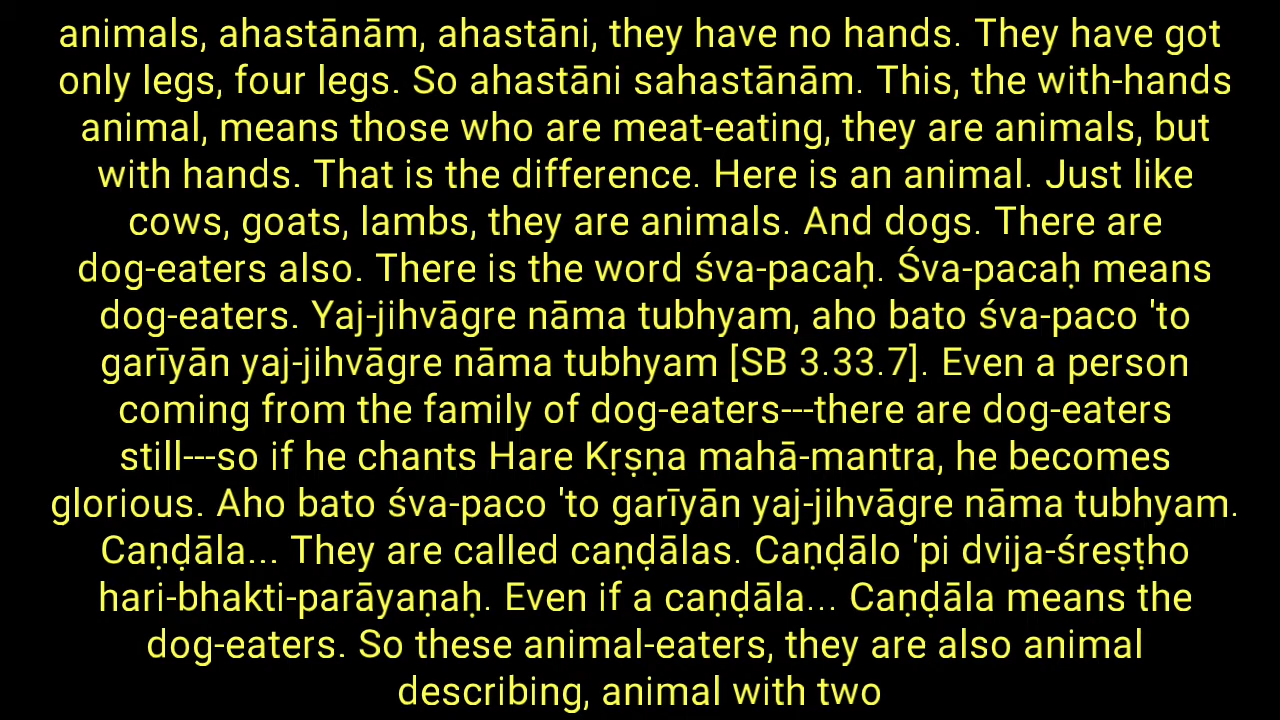 animals, ahastānām, ahastāni, they have no hands. They have got
only legs, four legs. So ahastāni sahastānām. This, the with-hands
animal, means those who are meat-eating, they are animals, but
with hands. That is the difference. Here is an animal. Just like
cows, goats, lambs, they are animals. And dogs. There are
dog-eaters also. There is the word śva-pacaḥ. Śva-pacaḥ means
dog-eaters. Yaj-jihvāgre nāma tubhyam, aho bato śva-paco 'to
garīyān yaj-jihvāgre nāma tubhyam [SB 3.33.7]. Even a person
coming from the family of dog-eaters---there are dog-eaters
still---so if he chants Hare Kṛṣṇa mahā-mantra, he becomes
glorious. Aho bato śva-paco 'to garīyān yaj-jihvāgre nāma tubhyam.
Caṇḍāla... They are called caṇḍālas. Caṇḍālo 'pi dvija-śreṣṭho
hari-bhakti-parāyaṇaḥ. Even if a caṇḍāla... Caṇḍāla means the
dog-eaters. So these animal-eaters, they are also animal
describing, animal with two